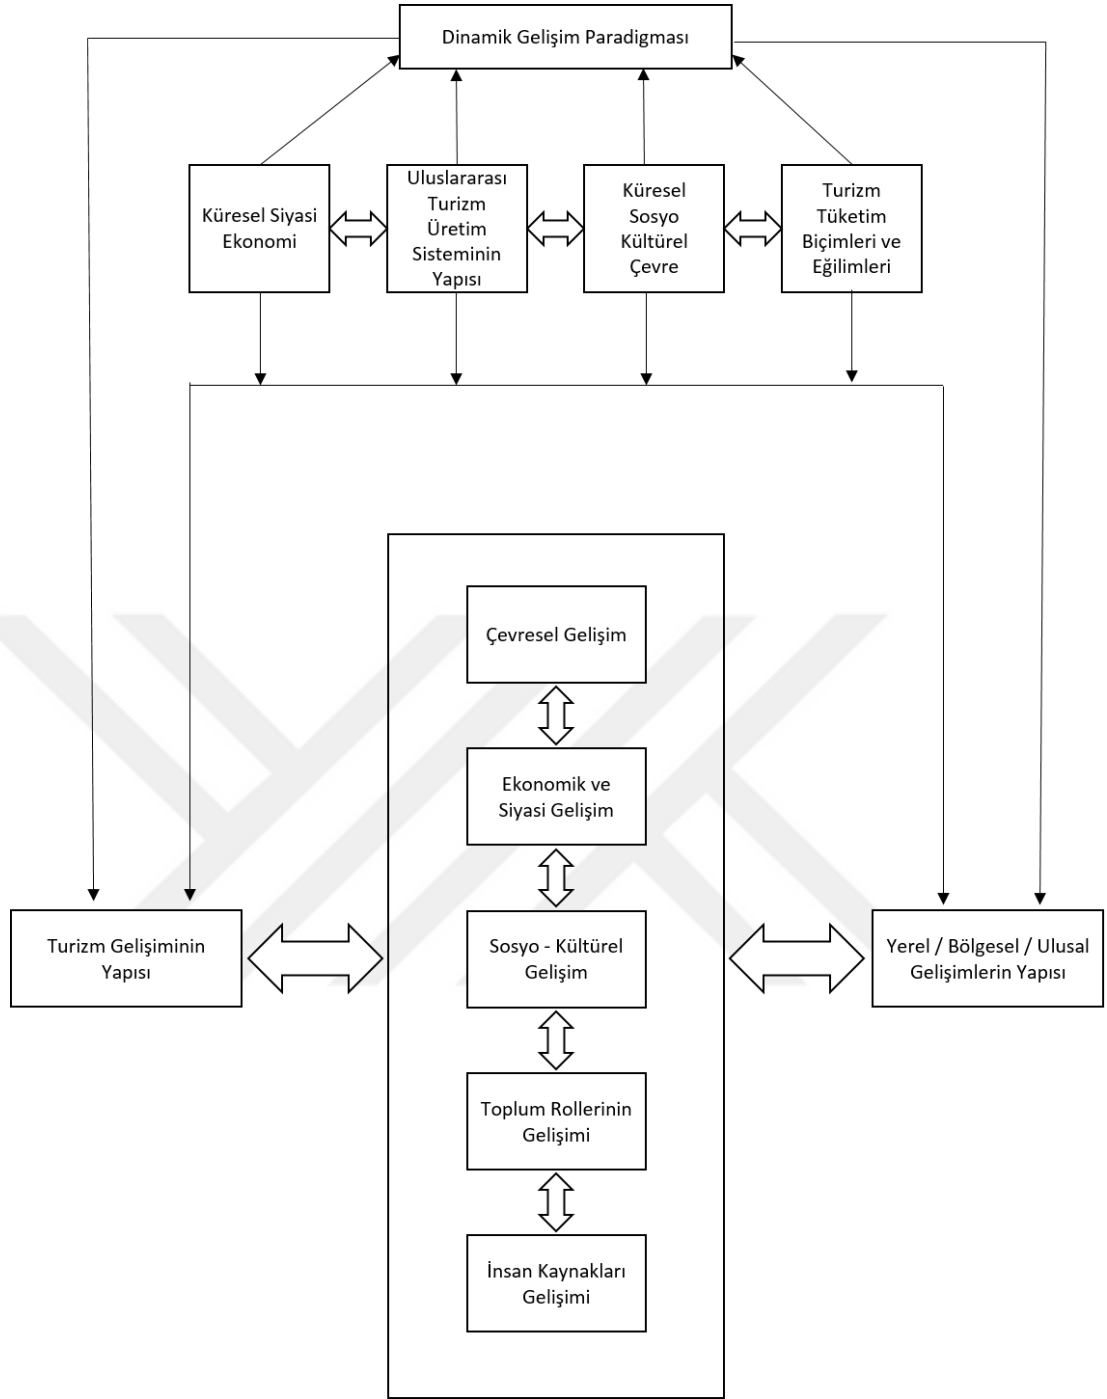 Dinamik Gelişim Paradigması
Küresel Siyasi
Ekonomi
Uluslararası
Turizm
Üretim
Sisteminin
Yapısı
Küresel
Sosyo
Kültürel
Çevre
Turizm
Tüketim
Biçimleri ve
Eğilimleri
Çevresel Gelişim
Ekonomik ve
Siyasi Gelişim
Turizm Gelişiminin
Yapısı
Sosyo - Kültürel
Gelişim
Yerel / Bölgesel / Ulusal
Gelişimlerin Yapısı
Toplum Rollerinin
Gelişimi
İnsan Kaynakları
Gelişimi